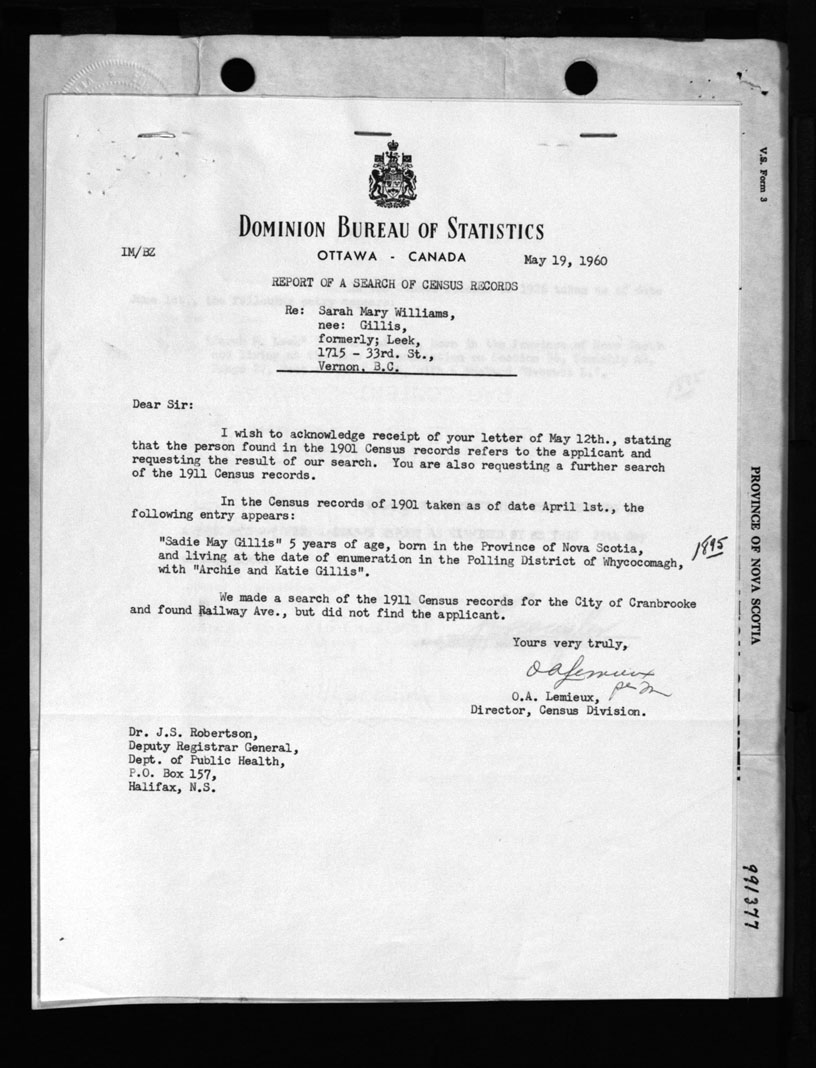 V.S. Form 3
DOMINION BUREAU OF STATISTICS
IM/BZ
OTTAWA - CANADA
May 19, 1960
REPORT OF A SEARCH OF CENSUS RECORDS
Re: Sarah Mary Williams,
nee: Gillis,
formerly; Leek,
1715 - 33rd. St.,
Vernon, B.C.
Dear Sir:
I wish to acknowledge receipt of your letter of May 12th., stating
that the person found in the 1901 Census records refers to the applicant and
requesting the result of our search. You are also requesting a further search
of the 1911 Census records.
In the Census records of 1901 taken as of date April 1st., the
following entry appears:
"Sadie May Gillis" 5 years of age, born in the Province of Nova Scotia,
and living at the date of enumeration in the Polling District of Whycocomagh,
with "Archie and Katie Gillis".
1895
We made a search of the 1911 Census records for the City of Cranbrooke
and found Railway Ave., but did not find the applicant.
Yours very truly,
O A Lemieux
O.A. Lemieux,
Director, Census Division.
Dr. J.S. Robertson,
Deputy Registrar General,
Dept. of Public Health,
P.O. Box 157,
Halifax, N.S.
PROVINCE OF NOVA SCOTIA
991377